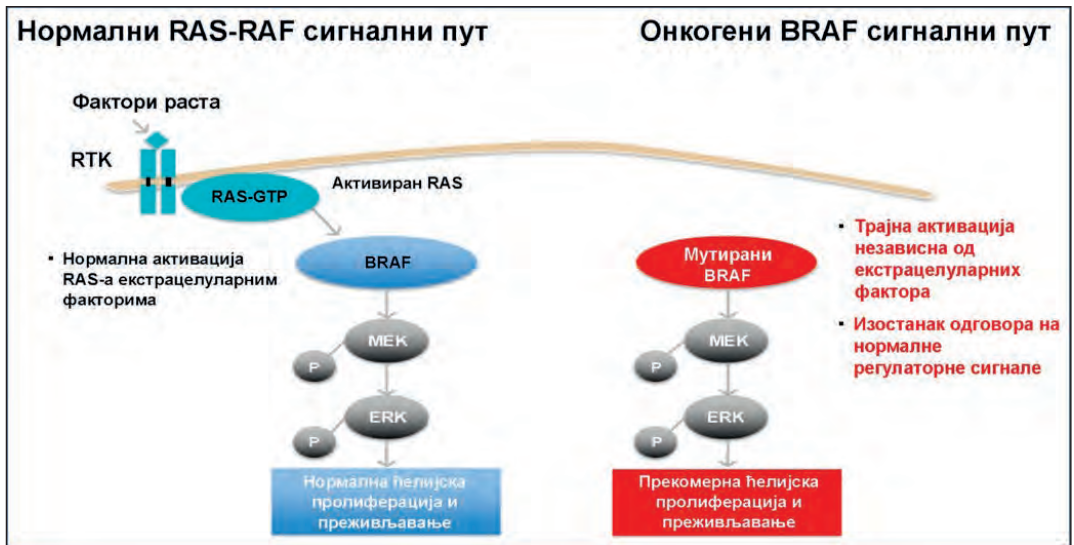 Нормални RAS-RAF сигнални пут
Онкогени BRAF сигнални пут
Фактори раста
RTK
RAS-GTP
Активиран RAS
▪ Нормална активација
RAS-а екстрацелуларним
факторима
BRAF
MEK
P
ERK
P
Нормална ћелијска
пролиферација и
преживљавање
Мутирани
BRAF
MEK
P
ERK
P
Прекомерна ћелијска
пролиферација и
преживљавање
▪ Трајна активација
независна од
екстрацелуларних
фактора
▪ Изостанак одговора на
нормалне
регулаторне сигнале